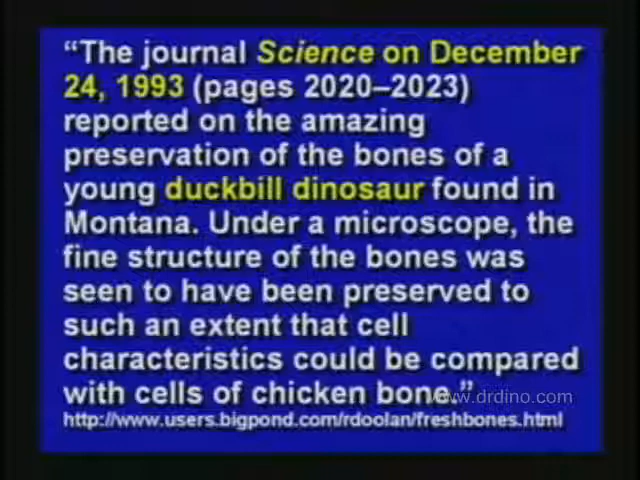 “The journal Science on December
24, 1993 (pages 2020–2023)
reported on the amazing
preservation of the bones of a
young duckbill dinosaur found in
Montana. Under a microscope, the
fine structure of the bones was
seen to have been preserved to
such an extent that cell
characteristics could be compared
with cells of chicken bone.”
www.drdino.com
http://www.users.bigpond.com/rdoolan/freshbones.html